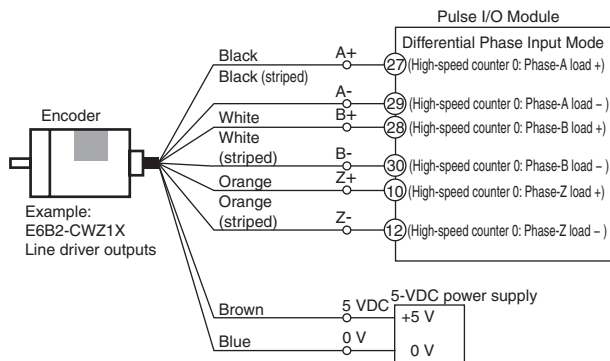 Pulse I/O Module
Differential Phase Input Mode
Black
A+
27
(High-speed counter 0: Phase-A load +)
Black (striped)
A-
29
(High-speed counter 0: Phase-A load – )
Encoder
White
B+
28
(High-speed counter 0: Phase-B load +)
White
(striped)
B-
30
(High-speed counter 0: Phase-B load – )
Orange
Z+
10
(High-speed counter 0: Phase-Z load +)
Orange
(striped)
Z-
12
(High-speed counter 0: Phase-Z load – )
Example:
E6B2-CWZ1X
Line driver outputs
5-VDC power supply
Brown
5 VDC
+5 V
Blue
0 V
0 V